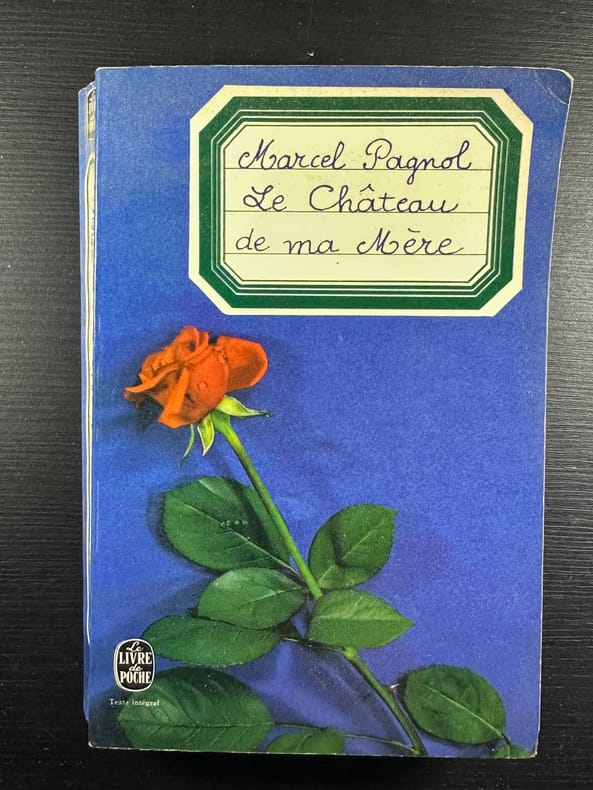 Marcel Pagnol
Le Château
de ma Mère
Le
LIVRE
de
POCHE
Texte intégral